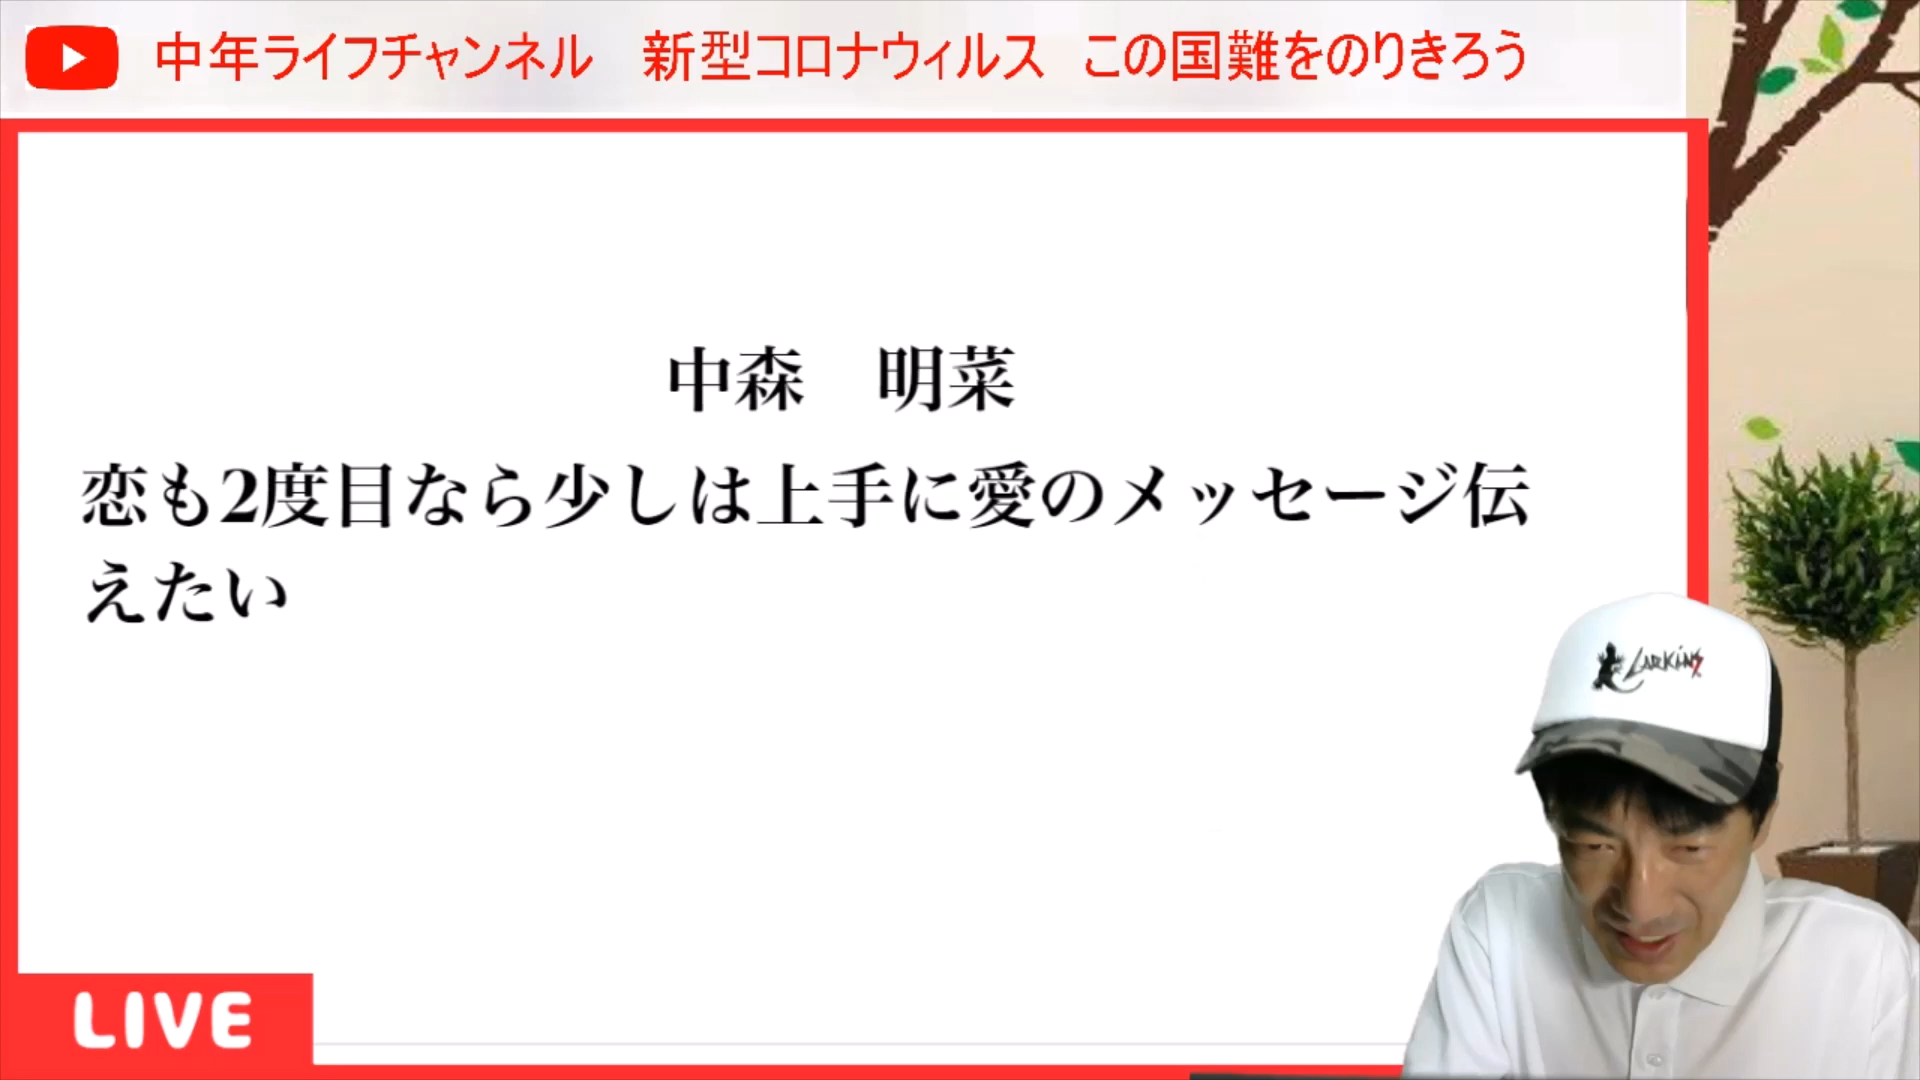 中年ライフチャンネル　新型コロナウィルス　この国難をのりきろう
中森　明菜
恋も2度目なら少しは上手に愛のメッセージ伝
えたい
LARKINS
LIVE